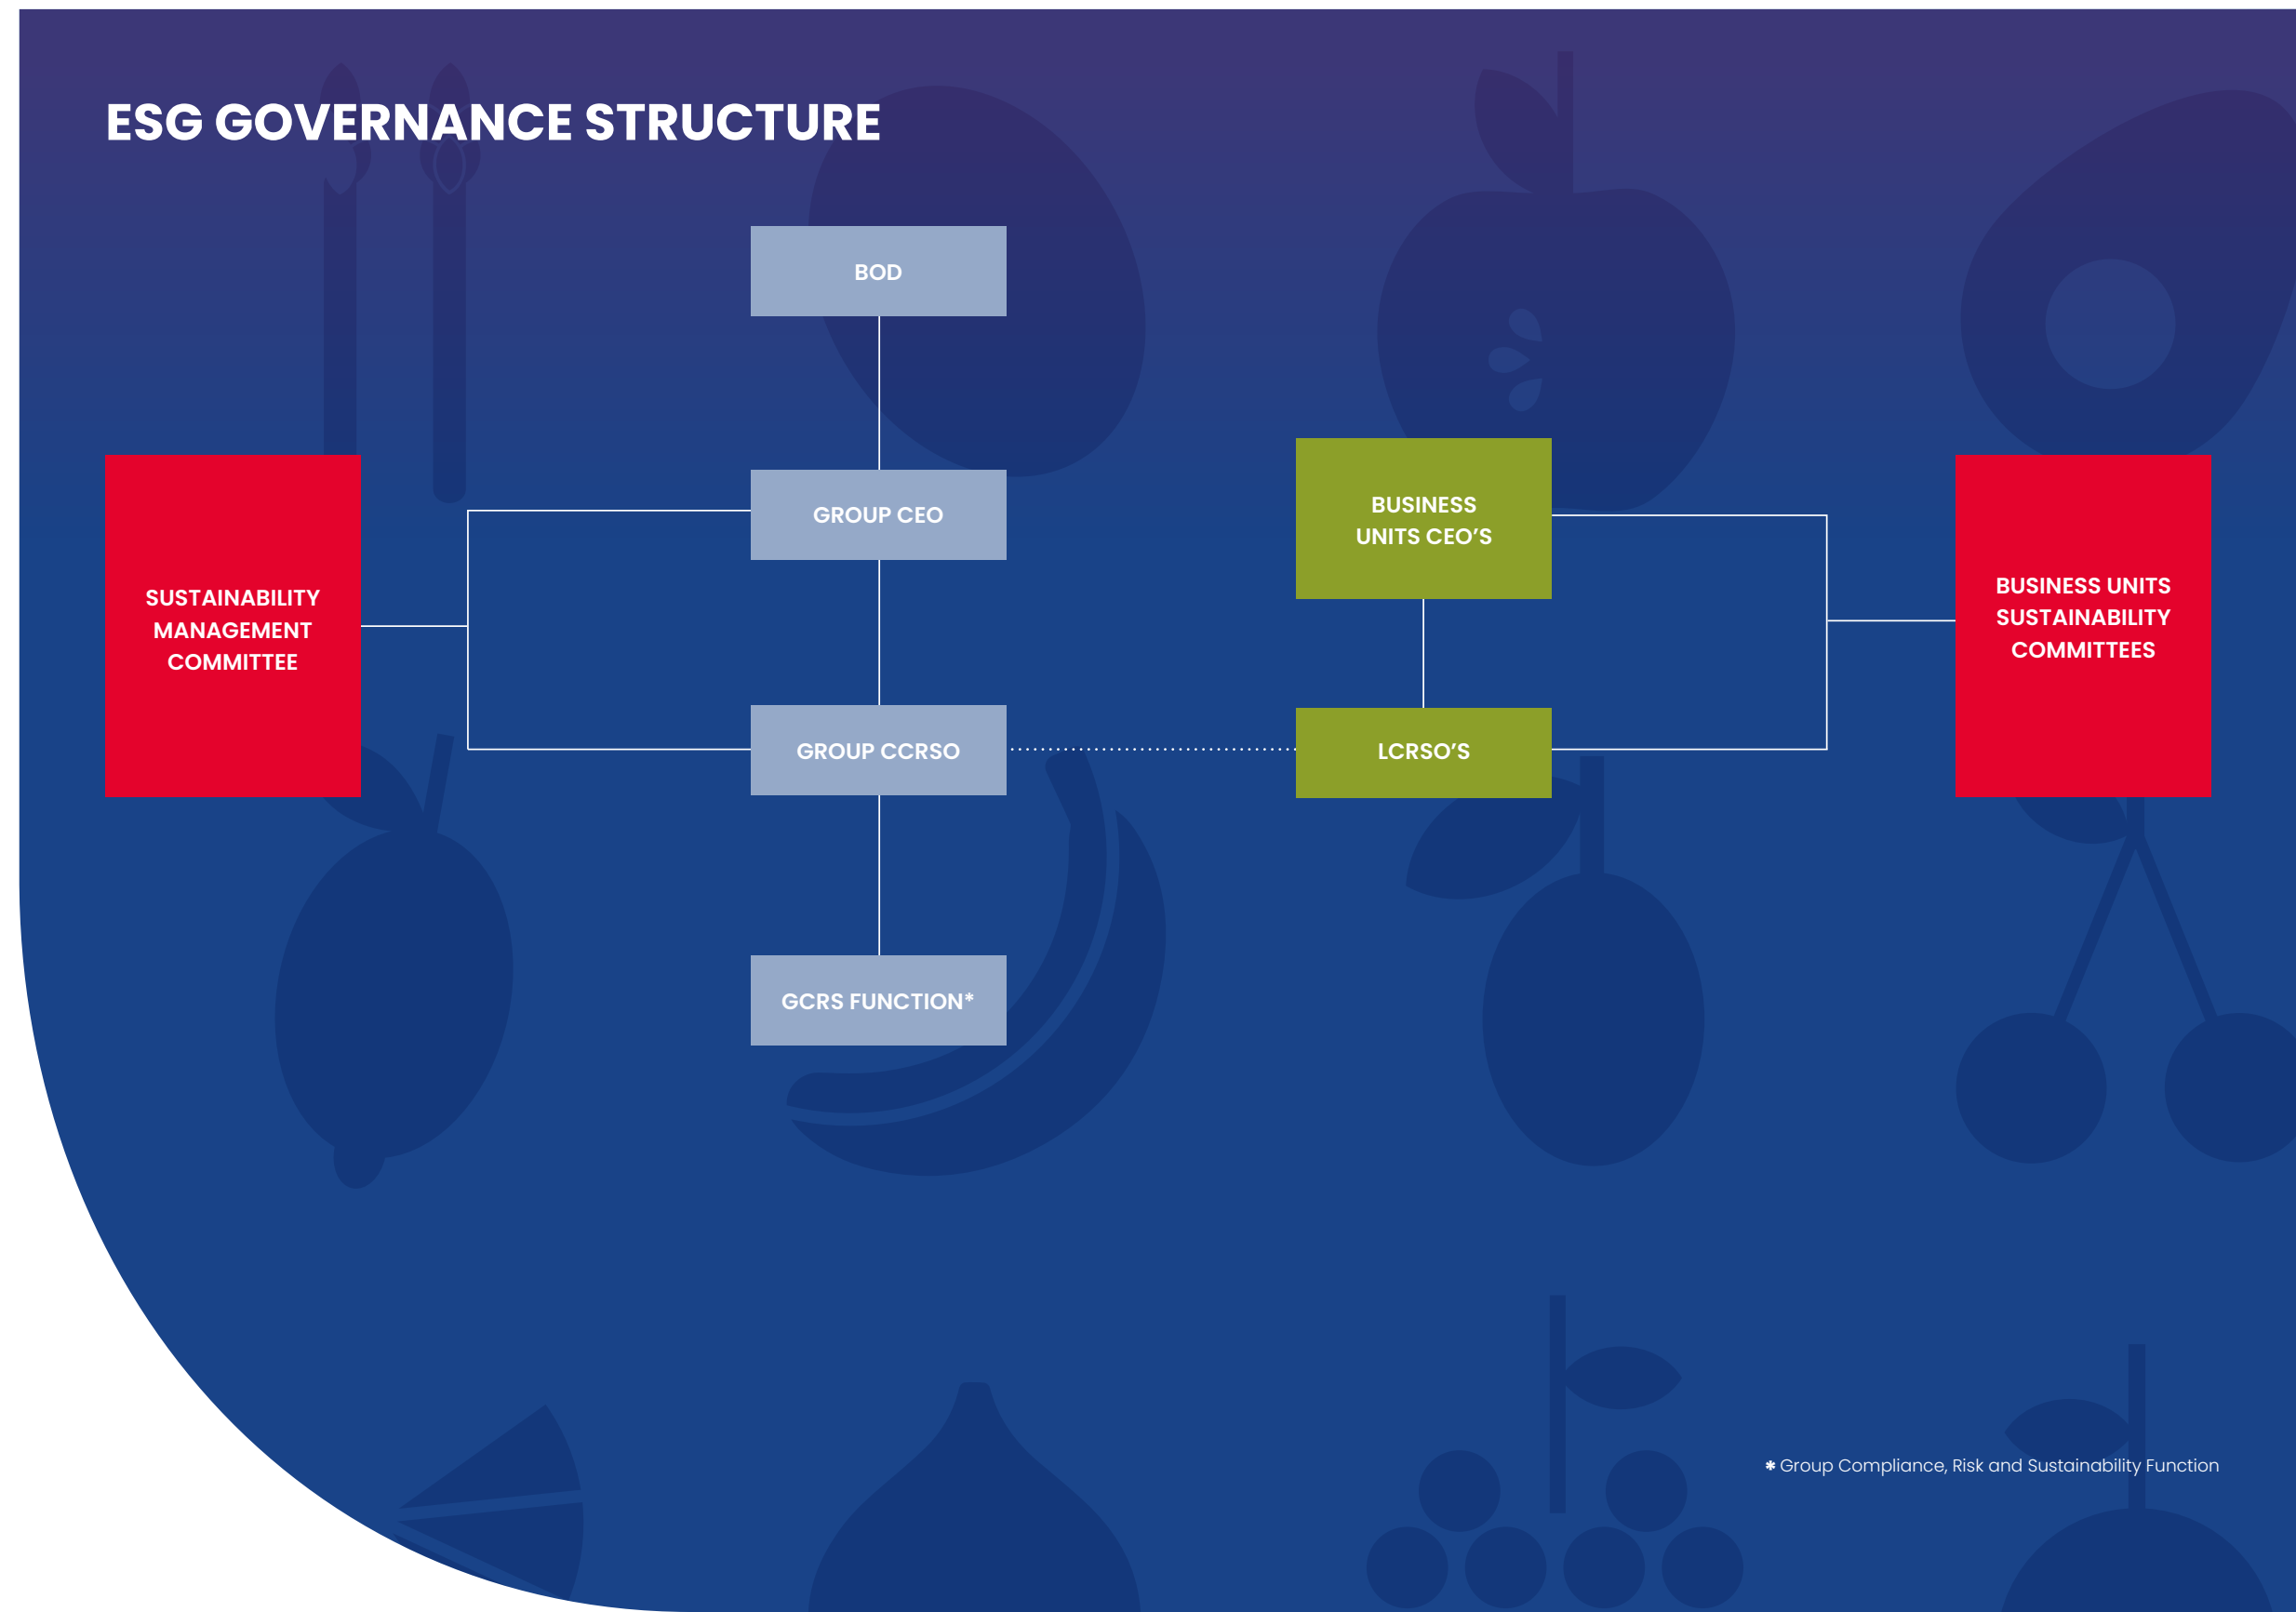 ESG GOVERNANCE STRUCTURE
BOD
GROUP CEO
BUSINESS
UNITS CEO’S
SUSTAINABILITY
MANAGEMENT
COMMITTEE
BUSINESS UNITS
SUSTAINABILITY
COMMITTEES
GROUP CCRSO
LCRSO’S
GCRS FUNCTION*
* Group Compliance, Risk and Sustainability Function